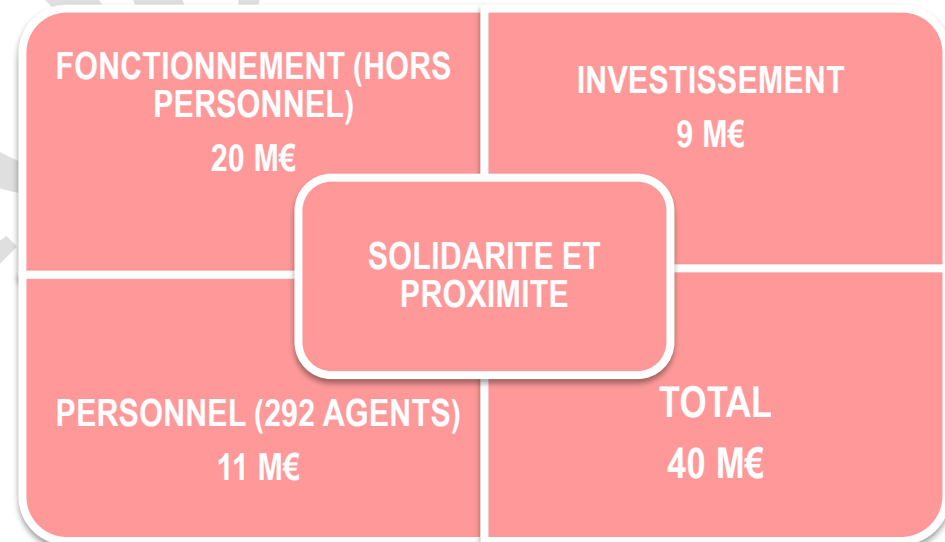 FONCTIONNEMENT (HORS
PERSONNEL)
20 M€
INVESTISSEMENT
9 M€
SOLIDARITE ET
PROXIMITE
PERSONNEL (292 AGENTS)
11 M€
TOTAL
40 M€